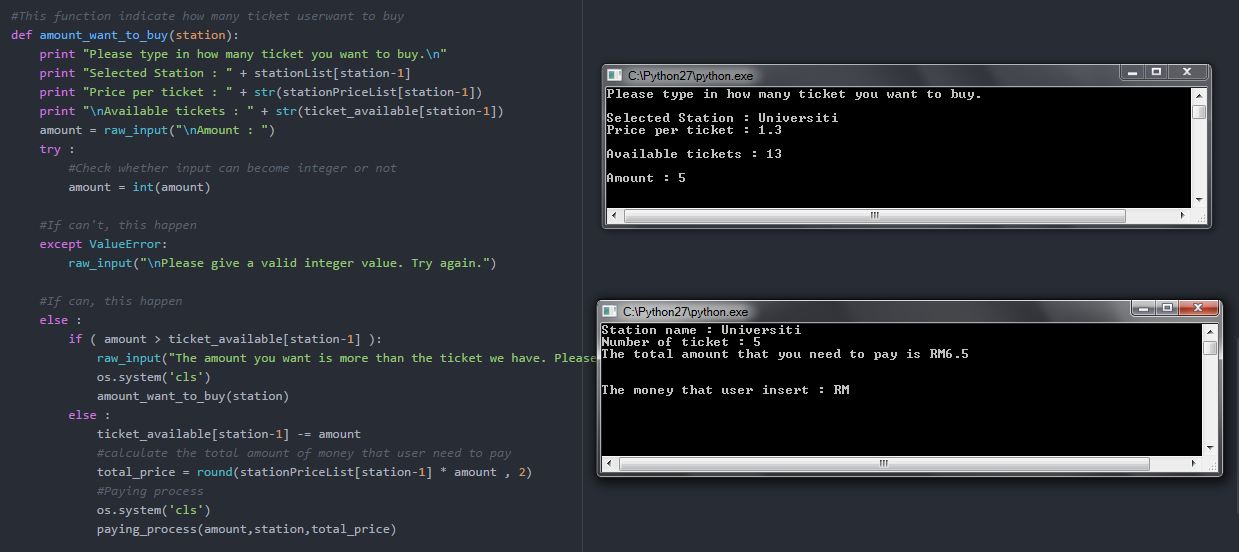 #This function indicate how many ticket userwant to buy
def amount_want_to_buy(station):
    print "Please type in how many ticket you want to buy.\n"
    print "Selected Station : " + stationList[station-1]
    print "Price per ticket : " + str(stationPriceList[station-1])
    print "\nAvailable tickets : " + str(ticket_available[station-1])
    amount = raw_input("\nAmount : ")
    try :
        #Check whether input can become integer or not
        amount = int(amount)
    #If can't, this happen
    except ValueError:
        raw_input("\nPlease give a valid integer value. Try again.")
    #If can, this happen
    else :
        if ( amount > ticket_available[station-1] ):
            raw_input("The amount you want is more than the ticket we have. Please
            os.system('cls')
            amount_want_to_buy(station)
        else :
            ticket_available[station-1] -= amount
            #calculate the total amount of money that user need to pay
            total_price = round(stationPriceList[station-1] * amount , 2)
            #Paying process
            os.system('cls')
            paying_process(amount,station,total_price)
C:\Python27\python.exe
Please type in how many ticket you want to buy.
Selected Station : Universiti
Price per ticket : 1.3
Available tickets : 13
Amount : 5
C:\Python27\python.exe
Station name : Universiti
Number of ticket : 5
The total amount that you need to pay is RM6.5
The money that user insert : RM